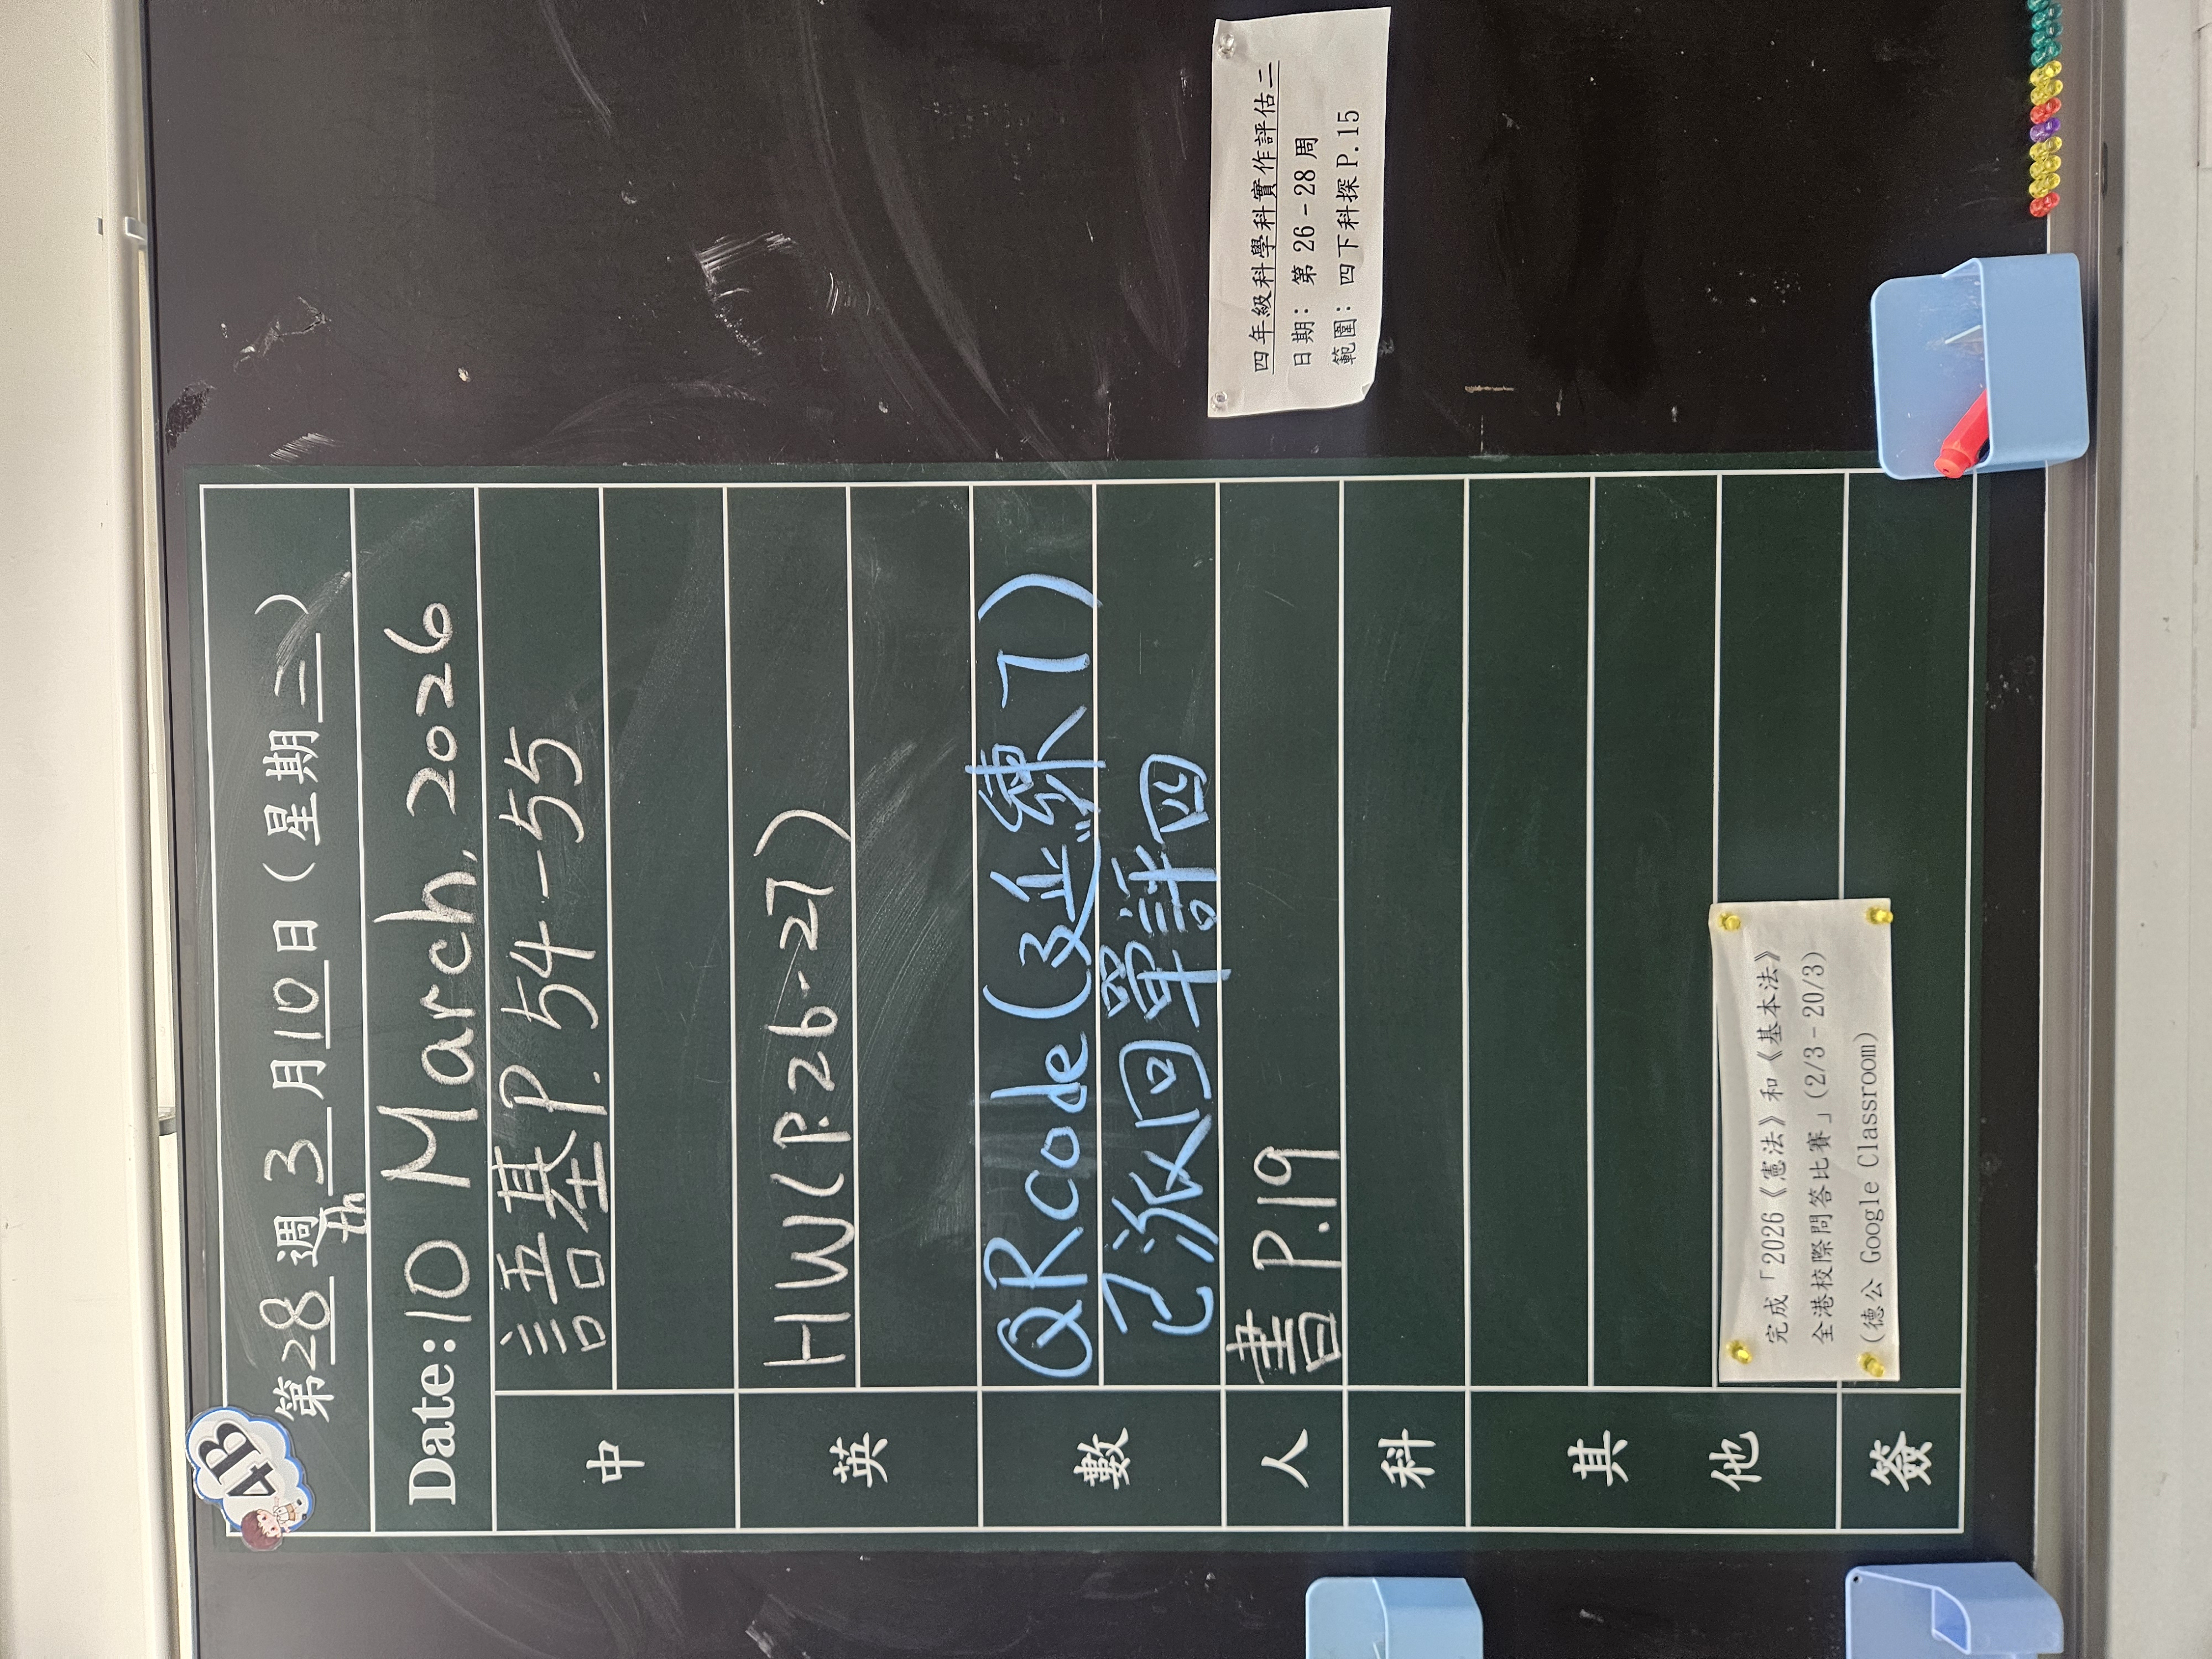 4B
第28週3月10日(星期二)
th
Date:10 March, 2026
中
語基P.54-55
英
HW(P.26-27)
數
QRcode(3企練7)
已派回單評四
人
書P.19
科
其他
完成「2026《憲法》和《基本法》
全港校際問答比賽」(2/3-20/3)
(德公 Google Classroom)
簽
四年級科學科實作評估二
日期: 第26-28周
範圍: 四下科探P.15